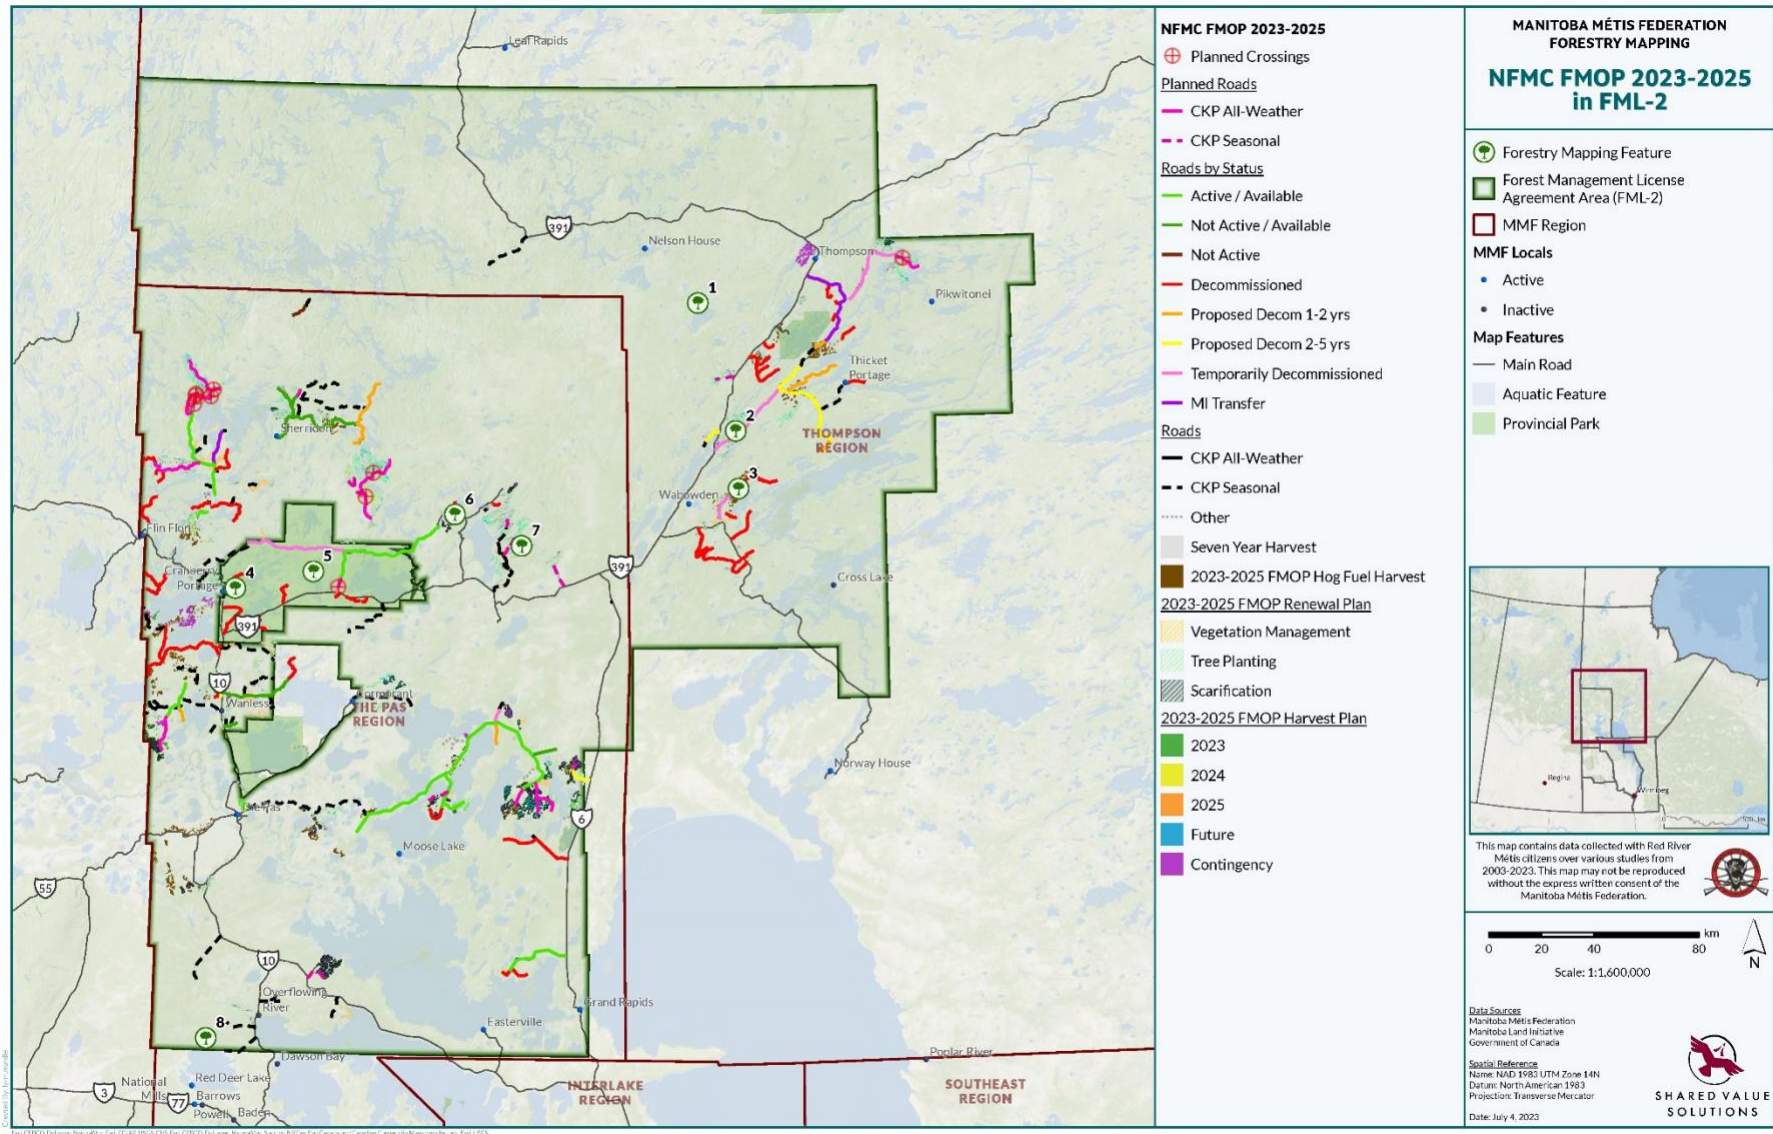 Leaf Rapids
391
Nelson House
Thompson
1
Pikwitonei
Thicket
Portage
2
THOMPSON
REGION
Sherridon
3
Wabowden
6
7
Flin Flon
5
391
Cranberry
Portage
4
Cross Lake
391
10
Wanless
Cormorant
THE PAS
REGION
Norway House
The Pas
6
Moose Lake
55
10
Overflowing
River
Grand Rapids
8
Easterville
Dawson Bay
Poplar River
National
Mills
Red Deer Lake
3
77
Barrows
Powell
Baden
INTERLAKE
REGION
SOUTHEAST
REGION
NFMC FMOP 2023-2025
Planned Crossings
Planned Roads
CKP All-Weather
CKP Seasonal
Roads by Status
Active / Available
Not Active / Available
Not Active
Decommissioned
Proposed Decom 1-2 yrs
Proposed Decom 2-5 yrs
Temporarily Decommissioned
MI Transfer
Roads
CKP All-Weather
CKP Seasonal
Other
Seven Year Harvest
2023-2025 FMOP Hog Fuel Harvest
2023-2025 FMOP Renewal Plan
Vegetation Management
Tree Planting
Scarification
2023-2025 FMOP Harvest Plan
2023
2024
2025
Future
Contingency
MANITOBA MÉTIS FEDERATION
FORESTRY MAPPING
NFMC FMOP 2023-2025
in FML-2
Forestry Mapping Feature
Forest Management License
Agreement Area (FML-2)
MMF Region
MMF Locals
Active
Inactive
Map Features
Main Road
Aquatic Feature
Provincial Park
Regina
Winnipeg
This map contains data collected with Red River
Métis citizens over various studies from
2003-2023. This map may not be reproduced
without the express written consent of the
Manitoba Métis Federation.
km
0 20 40 80
N
Scale: 1:1,600,000
Data Sources
Manitoba Métis Federation
Manitoba Land Initiative
Government of Canada
Spatial Reference
Name: NAD 1983 UTM Zone 14N
Datum: North American 1983
Projection: Transverse Mercator
Date: July 4, 2023
SHARED VALUE
SOLUTIONS